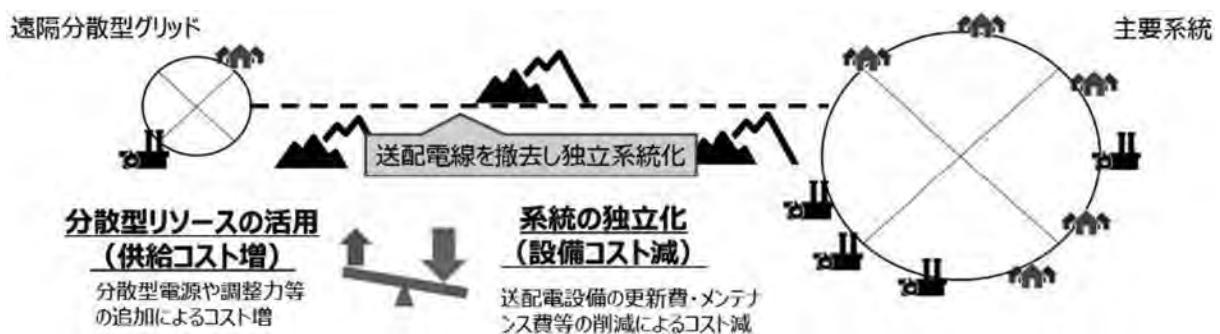 遠隔分散型グリッド
主要系統
送配電線を撤去し独立系統化
分散型リソースの活用
（供給コスト増）
分散型電源や調整力等
の追加によるコスト増
系統の独立化
（設備コスト減）
送配電設備の更新費・メンテナ
ンス費等の削減によるコスト減